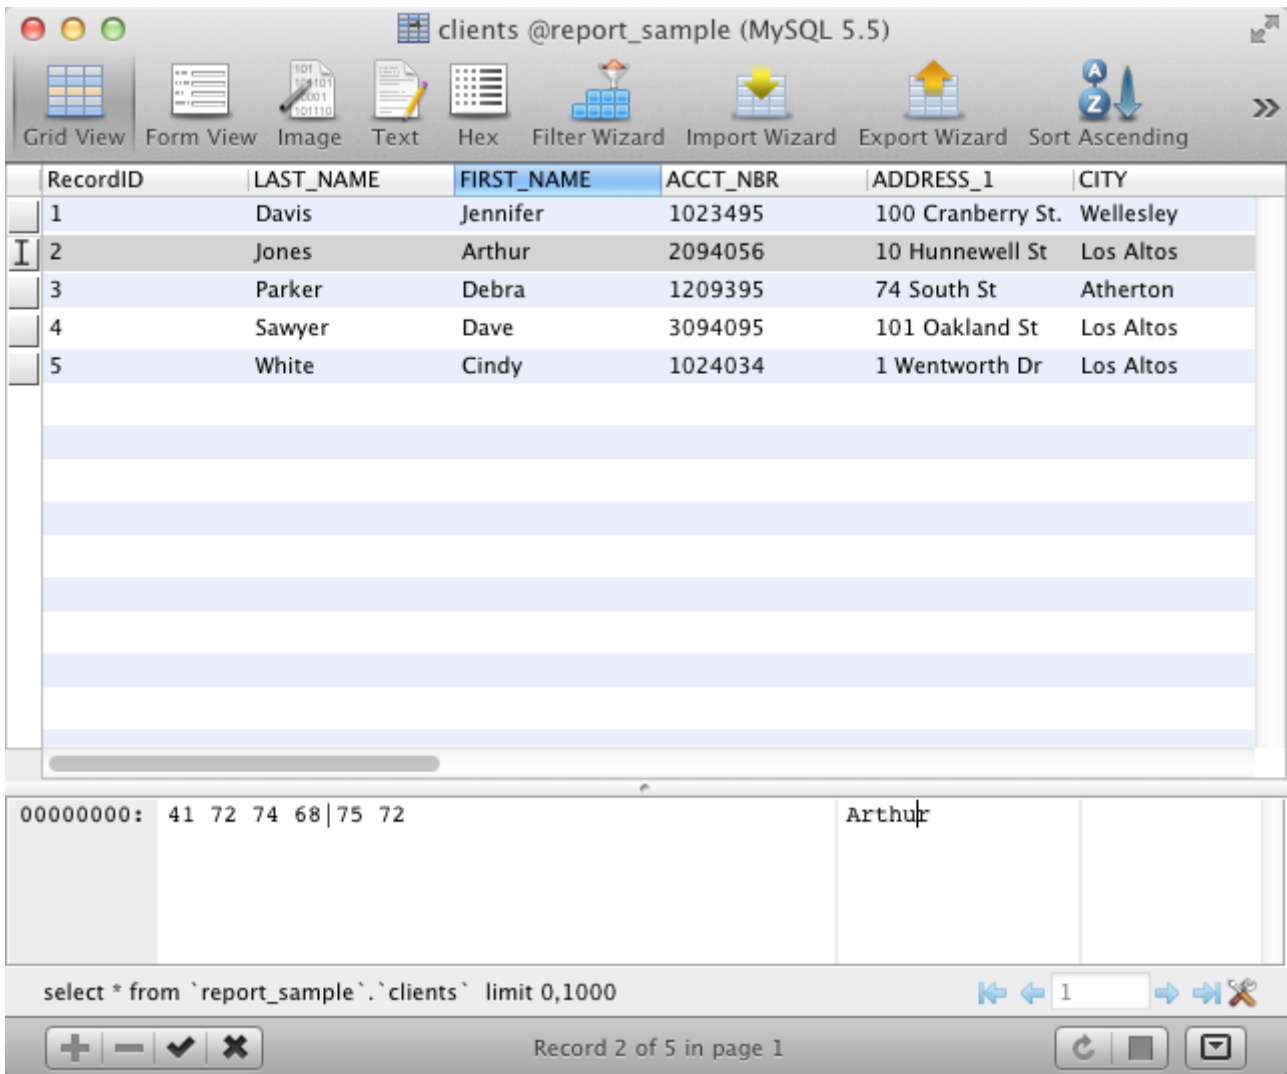 clients @report_sample (MySQL 5.5)
Grid View Form View Image Text Hex Filter Wizard Import Wizard Export Wizard Sort Ascending
RecordID LAST_NAME FIRST_NAME ACCT_NBR ADDRESS_1 CITY
1 Davis Jennifer 1023495 100 Cranberry St. Wellesley
2 Jones Arthur 2094056 10 Hunnewell St Los Altos
3 Parker Debra 1209395 74 South St Atherton
4 Sawyer Dave 3094095 101 Oakland St Los Altos
5 White Cindy 1024034 1 Wentworth Dr Los Altos
00000000: 41 72 74 68 75 72 Arthur
select * from `report_sample`.`clients` limit 0,1000 1
Record 2 of 5 in page 1